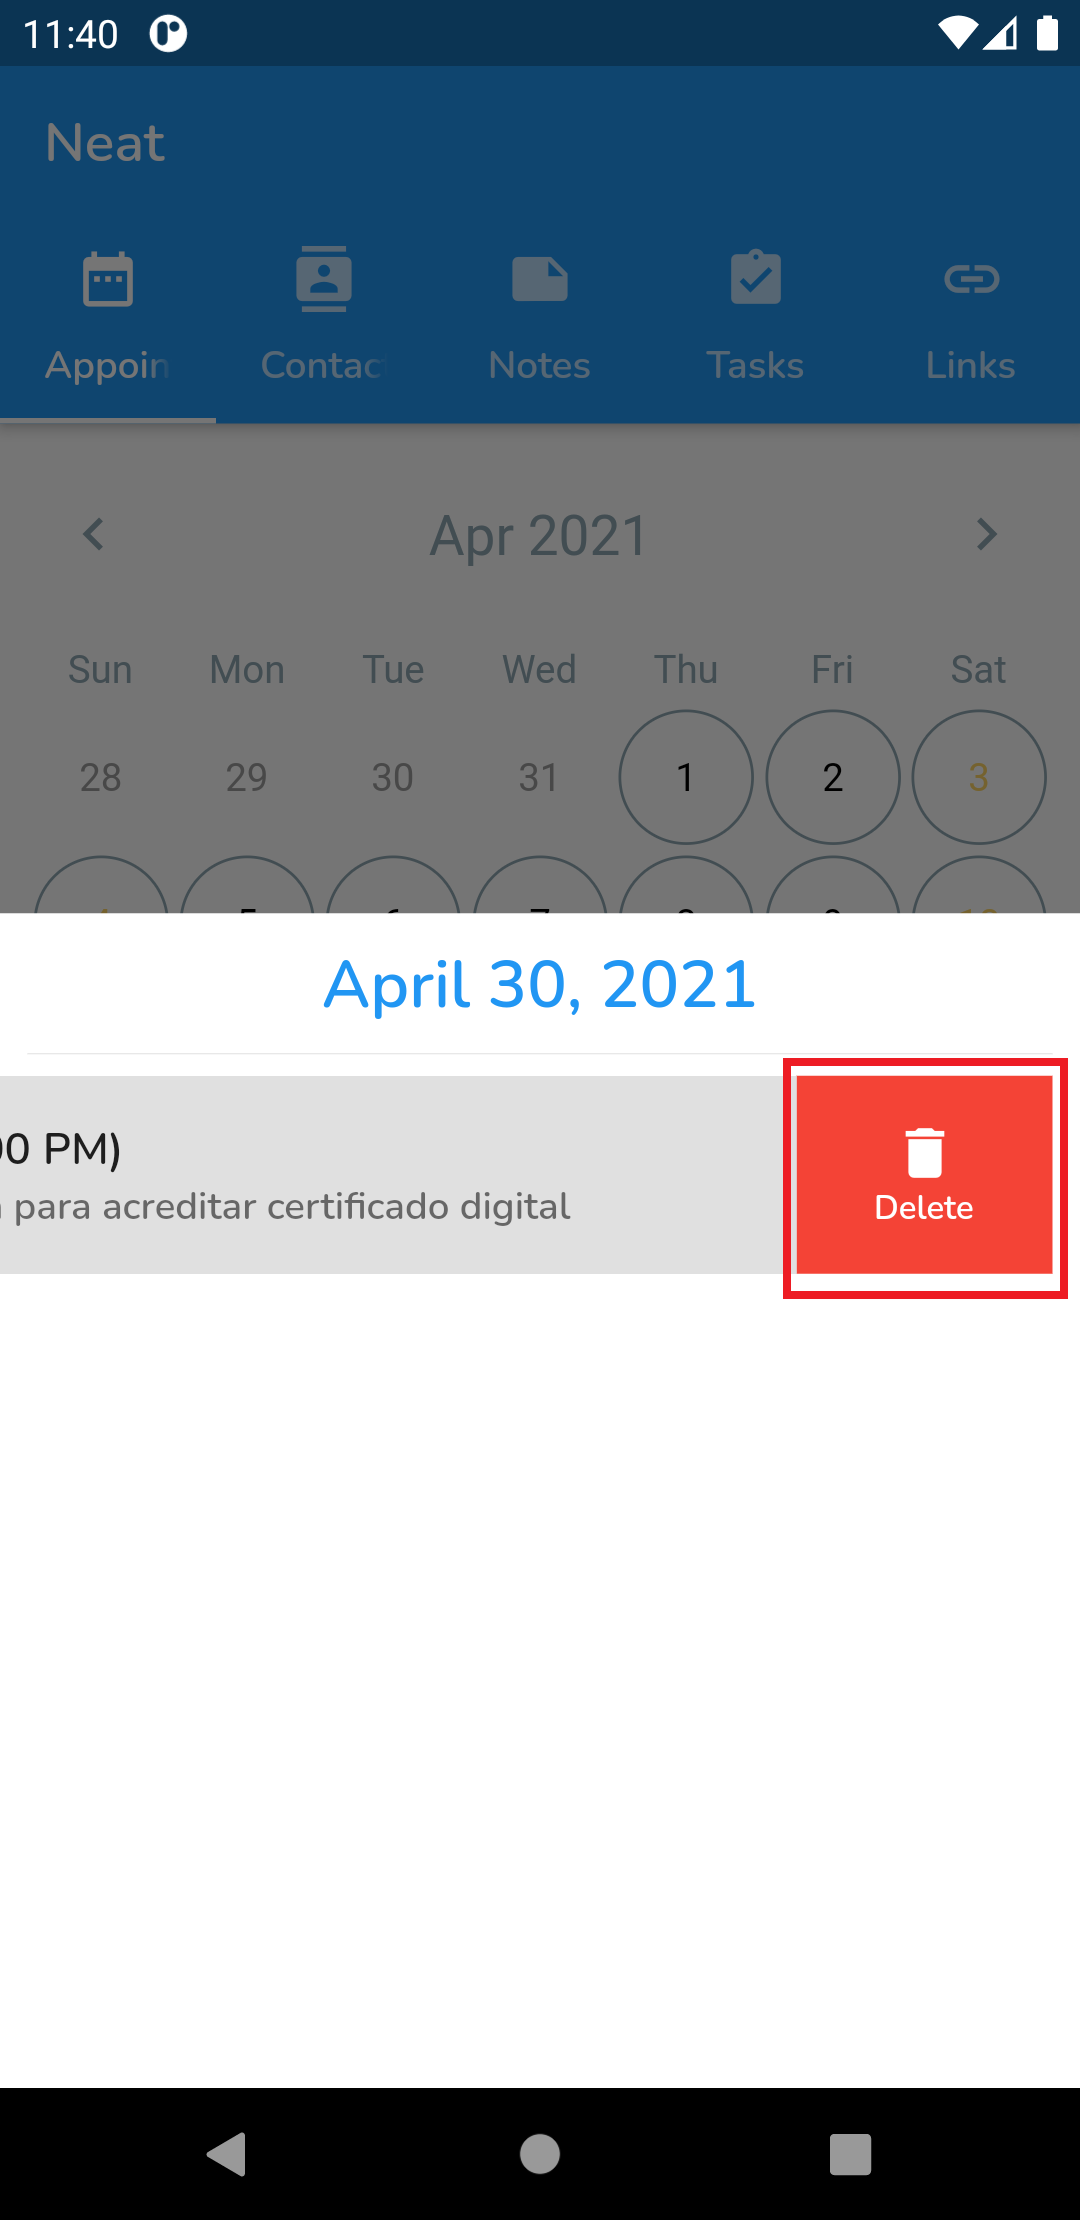 11:40
Neat
Appoin
Contac
Notes
Tasks
Links
Apr 2021
Sun Mon Tue Wed Thu Fri Sat
28 29 30 31 1 2 3
April 30, 2021
00 PM)
para acreditar certificado digital
Delete